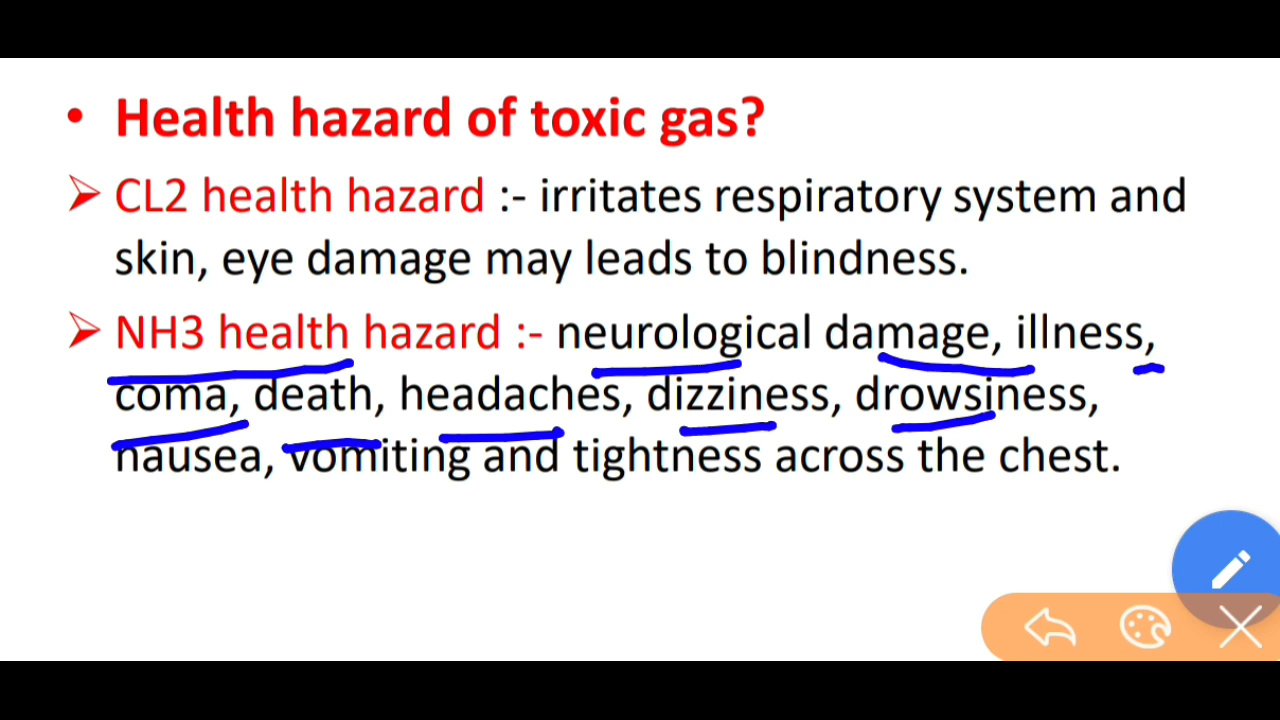 • Health hazard of toxic gas?
➢ CL2 health hazard :- irritates respiratory system and
skin, eye damage may leads to blindness.
➢ NH3 health hazard :- neurological damage, illness,
coma, death, headaches, dizziness, drowsiness,
nausea, vomiting and tightness across the chest.